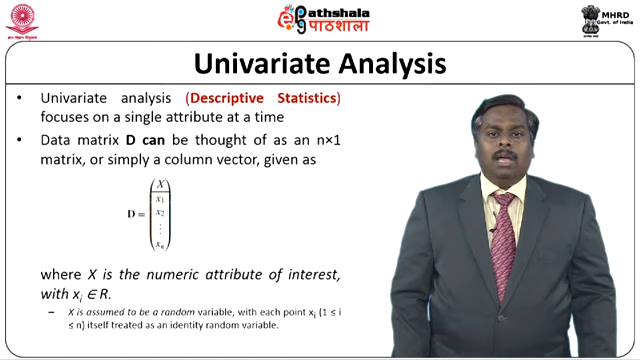 Pathshala
पाठशाला
MHRD
Govt. of India
Univariate Analysis
• Univariate analysis (Descriptive Statistics)
focuses on a single attribute at a time
• Data matrix D can be thought of as an n×1
matrix, or simply a column vector, given as
X
x₁
D = x₂
⋮
xₙ
where X is the numeric attribute of interest,
with xᵢ ∈ R.
– X is assumed to be a random variable, with each point xᵢ (1 ≤ i
≤ n) itself treated as an identity random variable.